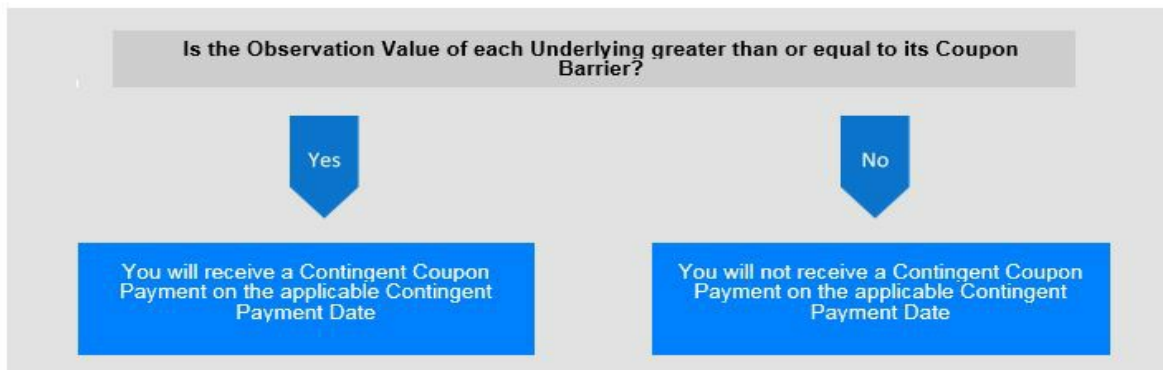 Is the Observation Value of each Underlying greater than or equal to its Coupon
Barrier?
Yes
No
You will receive a Contingent Coupon
Payment on the applicable Contingent
Payment Date
You will not receive a Contingent Coupon
Payment on the applicable Contingent
Payment Date